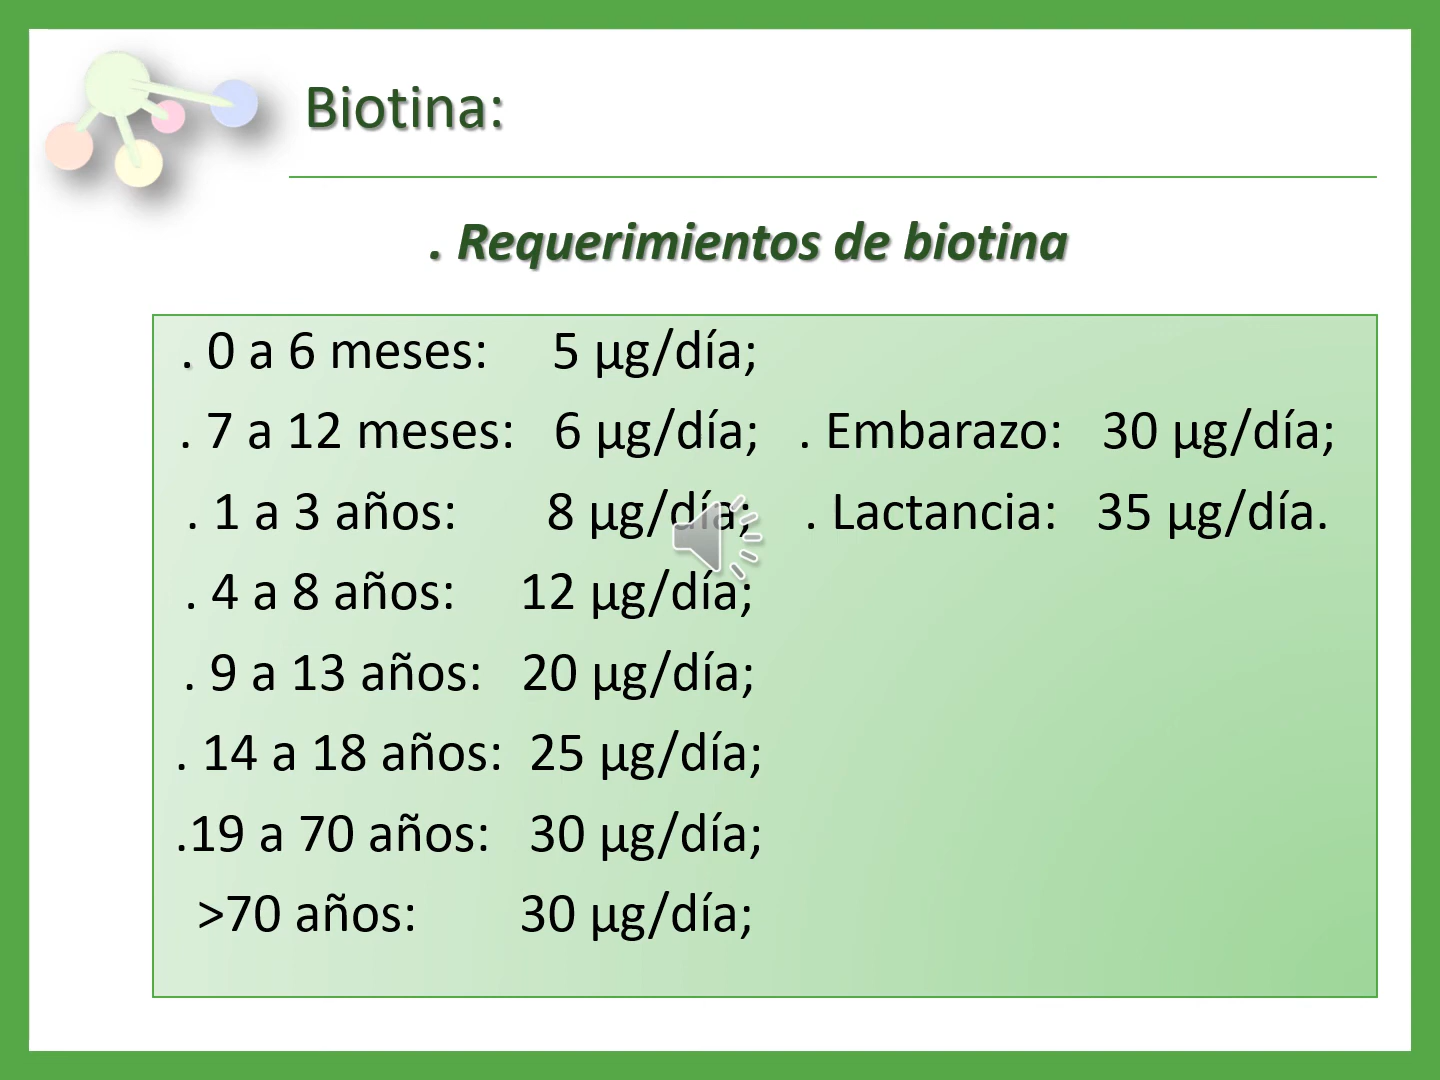 Biotina:
. Requerimientos de biotina
. 0 a 6 meses: 5 µg/día;
. 7 a 12 meses: 6 µg/día; . Embarazo: 30 µg/día;
. 1 a 3 años: 8 µg/día; . Lactancia: 35 µg/día.
. 4 a 8 años: 12 µg/día;
. 9 a 13 años: 20 µg/día;
. 14 a 18 años: 25 µg/día;
.19 a 70 años: 30 µg/día;
>70 años: 30 µg/día;